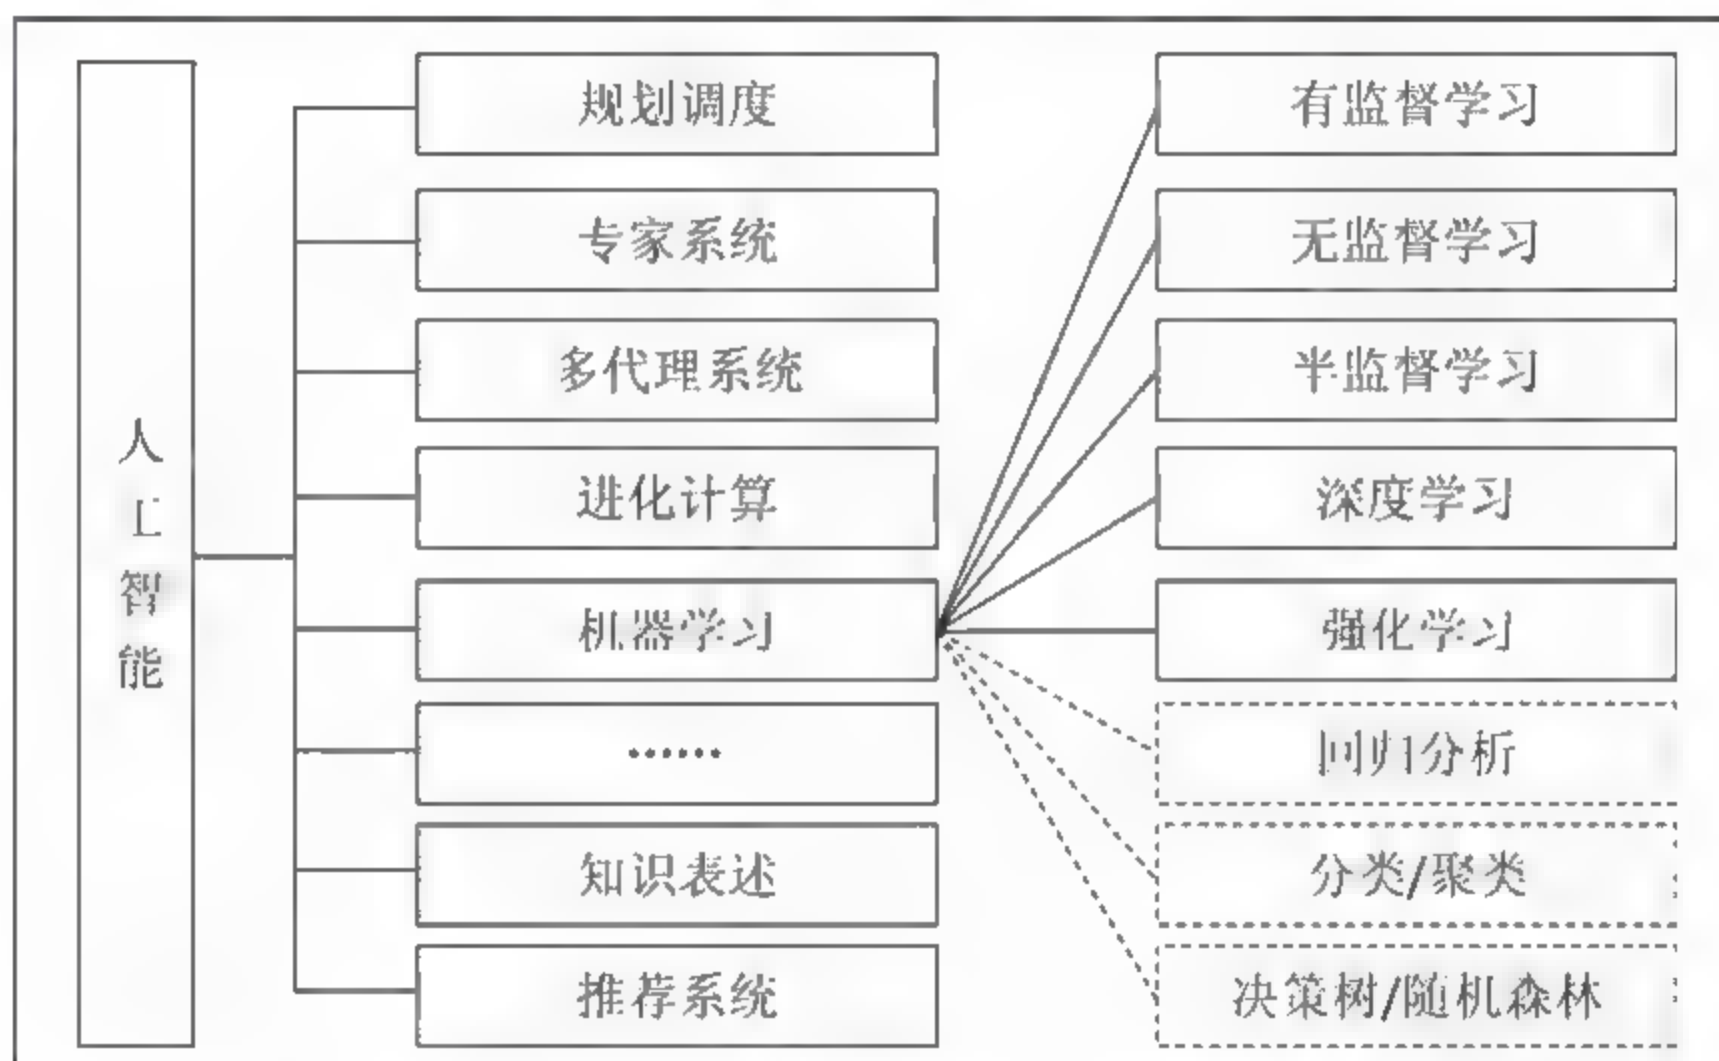 人工智能
规划调度
专家系统
多代理系统
进化计算
机器学习
……
知识表述
推荐系统
有监督学习
无监督学习
半监督学习
深度学习
强化学习
回归分析
分类/聚类
决策树/随机森林